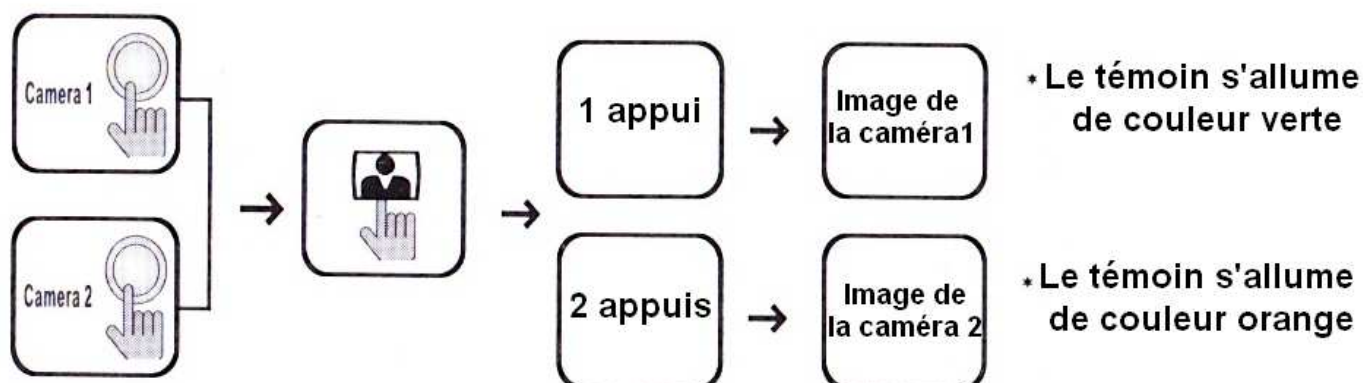 Camera 1
Camera 2
1 appui
Image de
la caméra1
* Le témoin s'allume
de couleur verte
2 appuis
Image de
la caméra 2
* Le témoin s'allume
de couleur orange